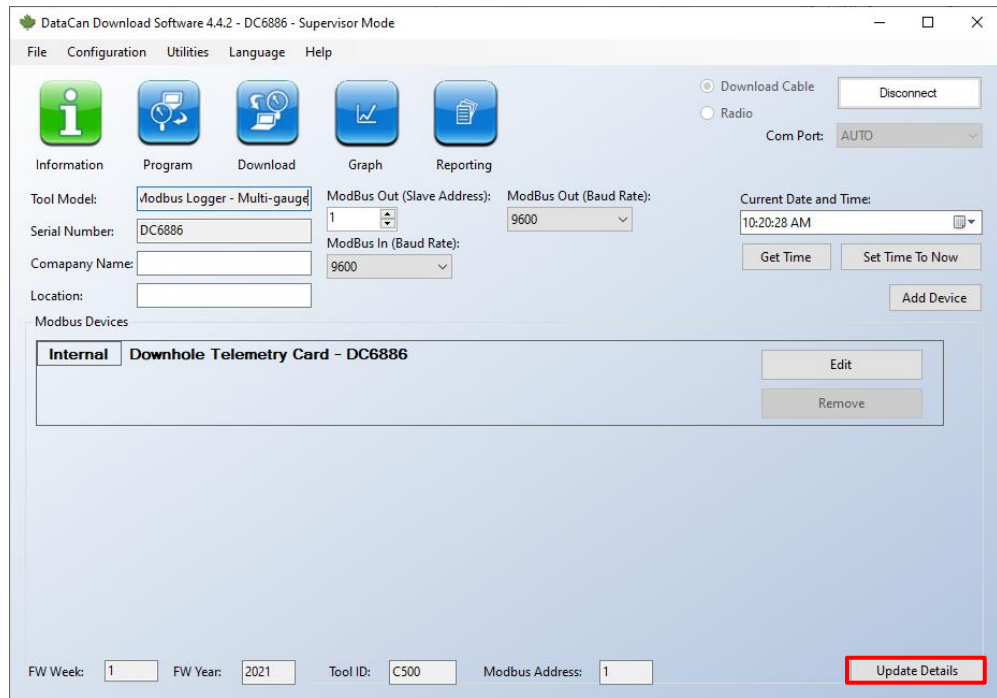 DataCan Download Software 4.4.2 - DC6886 - Supervisor Mode
File Configuration Utilities Language Help
Information Program Download Graph Reporting
Download Cable
Radio
Disconnect
Com Port: AUTO
Tool Model: Modbus Logger - Multi-gauge
Serial Number: DC6886
Comapany Name:
Location:
ModBus Out (Slave Address):
1
ModBus In (Baud Rate):
9600
ModBus Out (Baud Rate):
9600
Current Date and Time:
10:20:28 AM
Get Time Set Time To Now
Add Device
Modbus Devices
Internal Downhole Telemetry Card - DC6886
Edit
Remove
FW Week: 1 FW Year: 2021 Tool ID: C500 Modbus Address: 1 Update Details